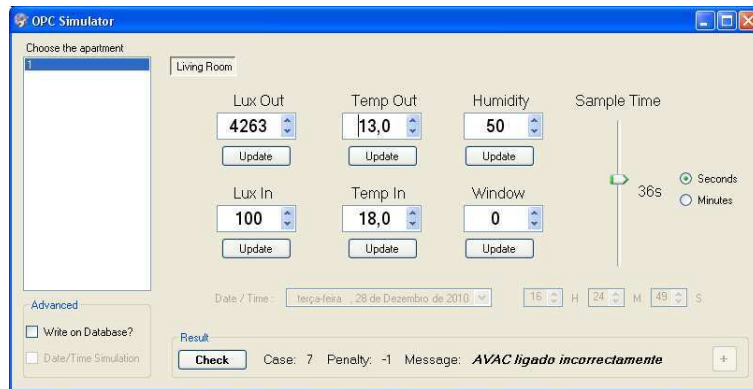 OPC Simulator
Choose the apartment
1
Living Room
Lux Out Temp Out Humidity Sample Time
4263 13,0 50
Update Update Update
36s
Seconds
Minutes
Lux In Temp In Window
100 18,0 0
Update Update Update
Date / Time : terça-feira , 28 de Dezembro de 2010 16 H 24 M 49 S
Advanced
Write on Database?
Date/Time Simulation
Result
Check Case: 7 Penalty: -1 Message: AVAC ligado incorrectamente +